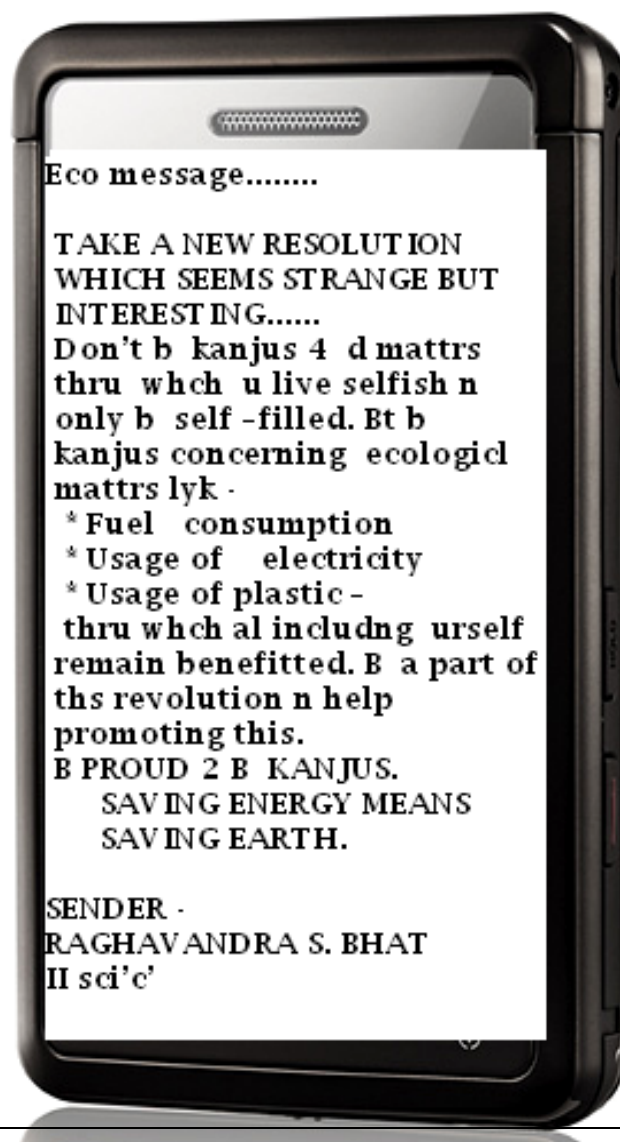 Eco message........
TAKE A NEW RESOLUTION
WHICH SEEMS STRANGE BUT
INTERESTING......
Don't b kanjus 4 d mattrs
thru whch u live selfish n
only b self –filled. Bt b
kanjus concerning ecologicl
mattrs lyk -
* Fuel consumption
* Usage of electricity
* Usage of plastic –
thru whch al includng urself
remain benefitted. B a part of
ths revolution n help
promoting this.
B PROUD 2 B KANJUS.
SAVING ENERGY MEANS
SAVING EARTH.
SENDER -
RAGHAVANDRA S. BHAT
II sci'c'